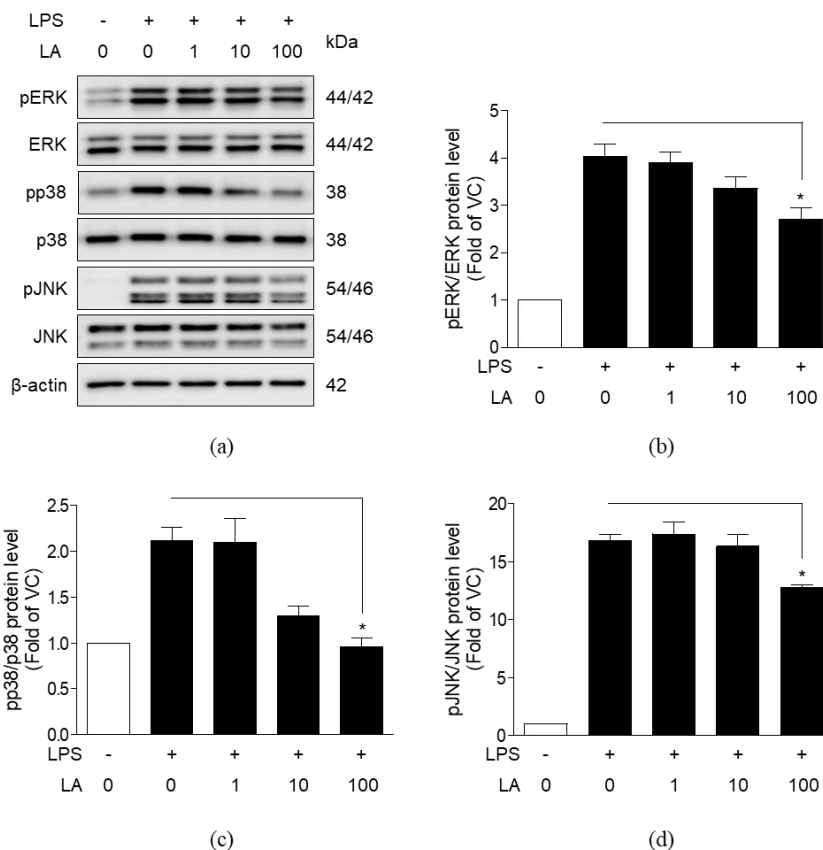 LPS - + + + +
LA 0 0 1 10 100 kDa
pERK 44/42
ERK 44/42
pp38 38
p38 38
pJNK 54/46
JNK 54/46
β-actin 42
(a)
pERK/ERK protein level
(Fold of VC)
5
4
3
2
1
0
*
LPS - + + + +
LA 0 0 1 10 100
(b)
pp38/p38 protein level
(Fold of VC)
2.5
2.0
1.5
1.0
0.5
0.0
*
LPS - + + + +
LA 0 0 1 10 100
(c)
pJNK/JNK protein level
(Fold of VC)
20
15
10
5
0
*
LPS - + + + +
LA 0 0 1 10 100
(d)